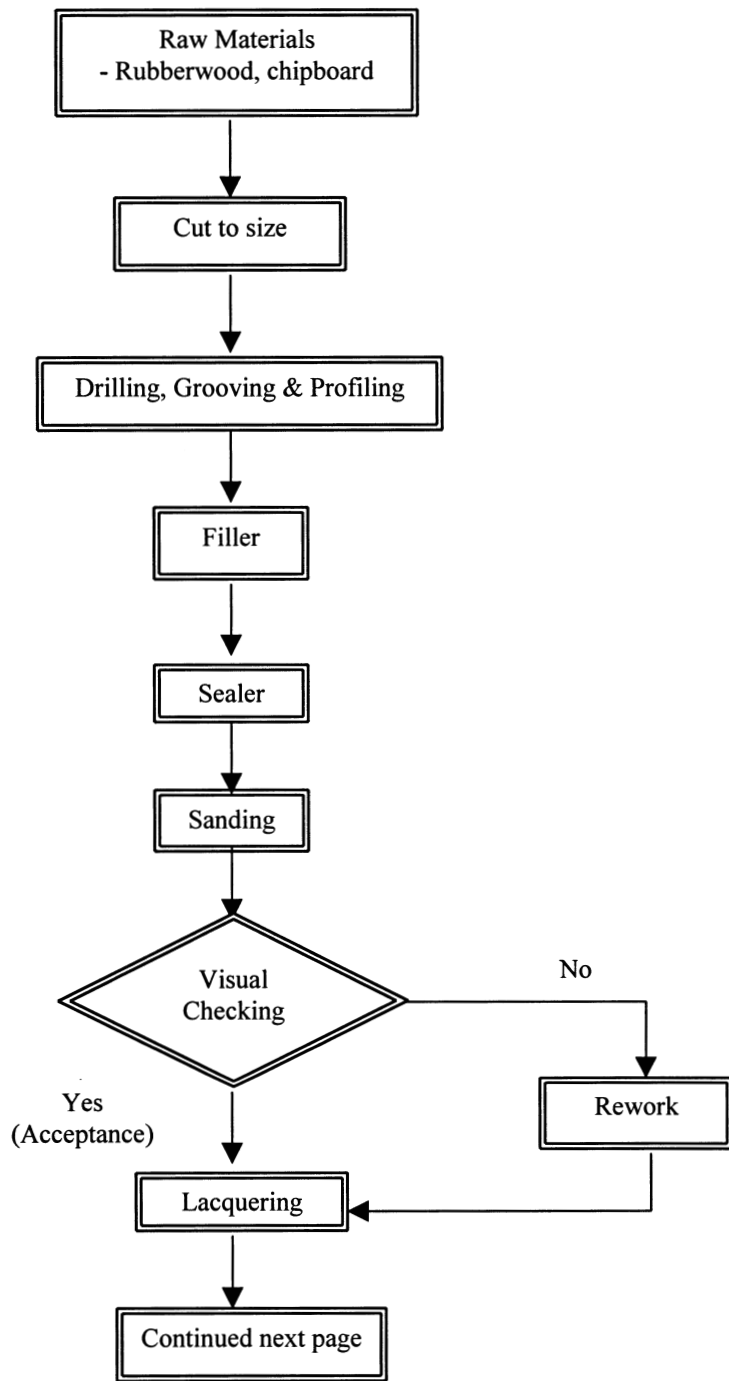 Raw Materials
- Rubberwood, chipboard
Cut to size
Drilling, Grooving & Profiling
Filler
Sealer
Sanding
Visual
Checking
No
Yes
(Acceptance)
Rework
Lacquering
Continued next page